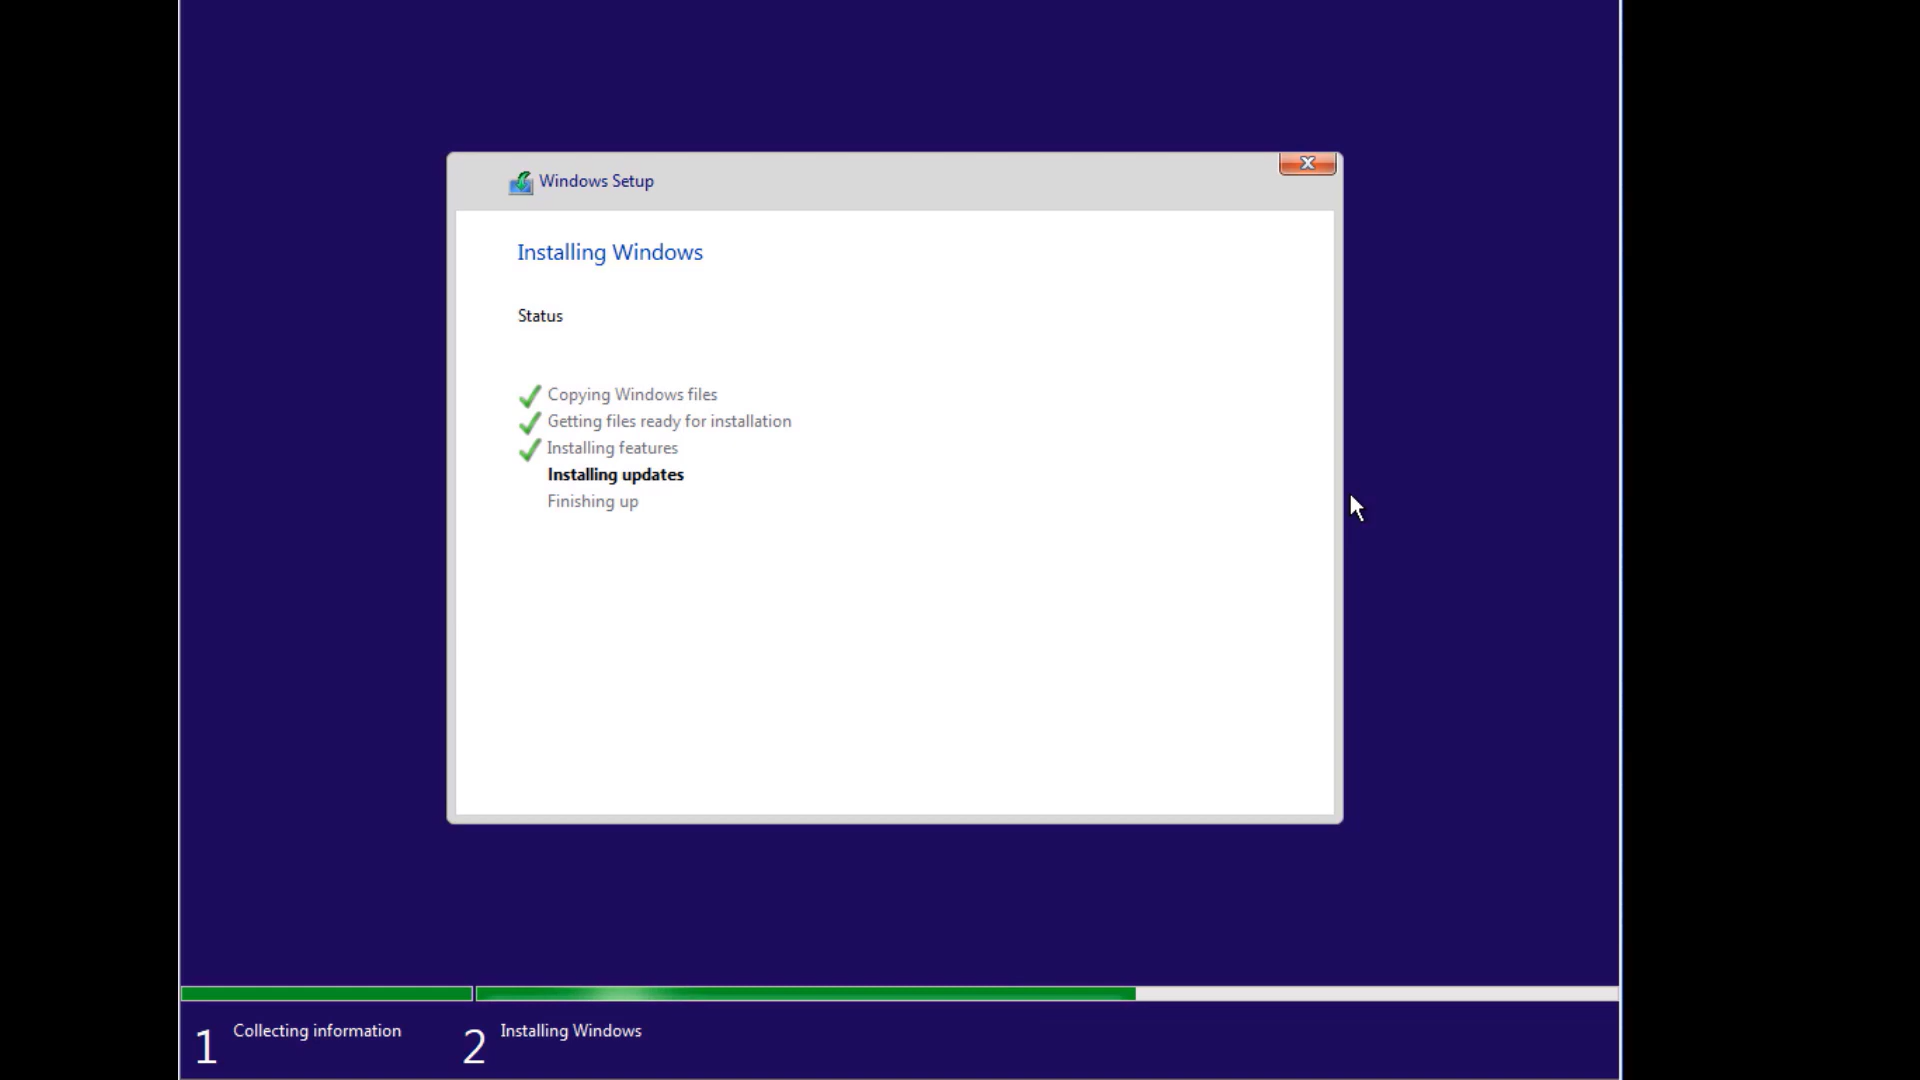 Windows Setup
Installing Windows
Status
Copying Windows files
Getting files ready for installation
Installing features
Installing updates
Finishing up
1 Collecting information
2 Installing Windows